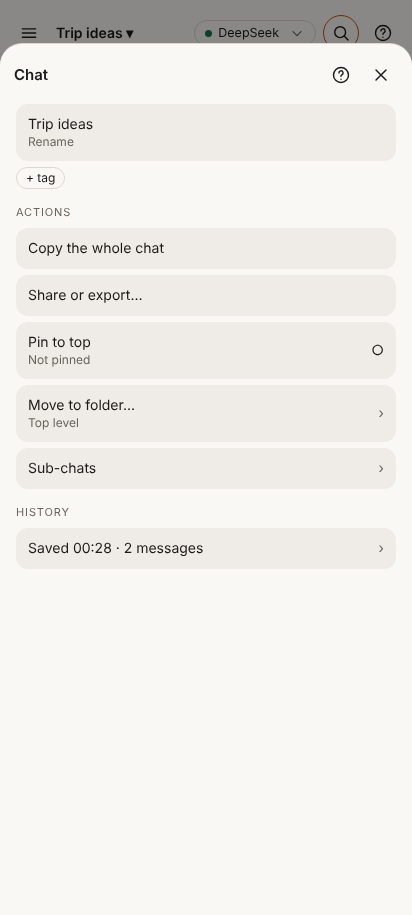 Trip ideas ▾
DeepSeek
Chat
Trip ideas
Rename
+ tag
ACTIONS
Copy the whole chat
Share or export...
Pin to top
Not pinned
Move to folder...
Top level
Sub-chats
HISTORY
Saved 00:28 · 2 messages